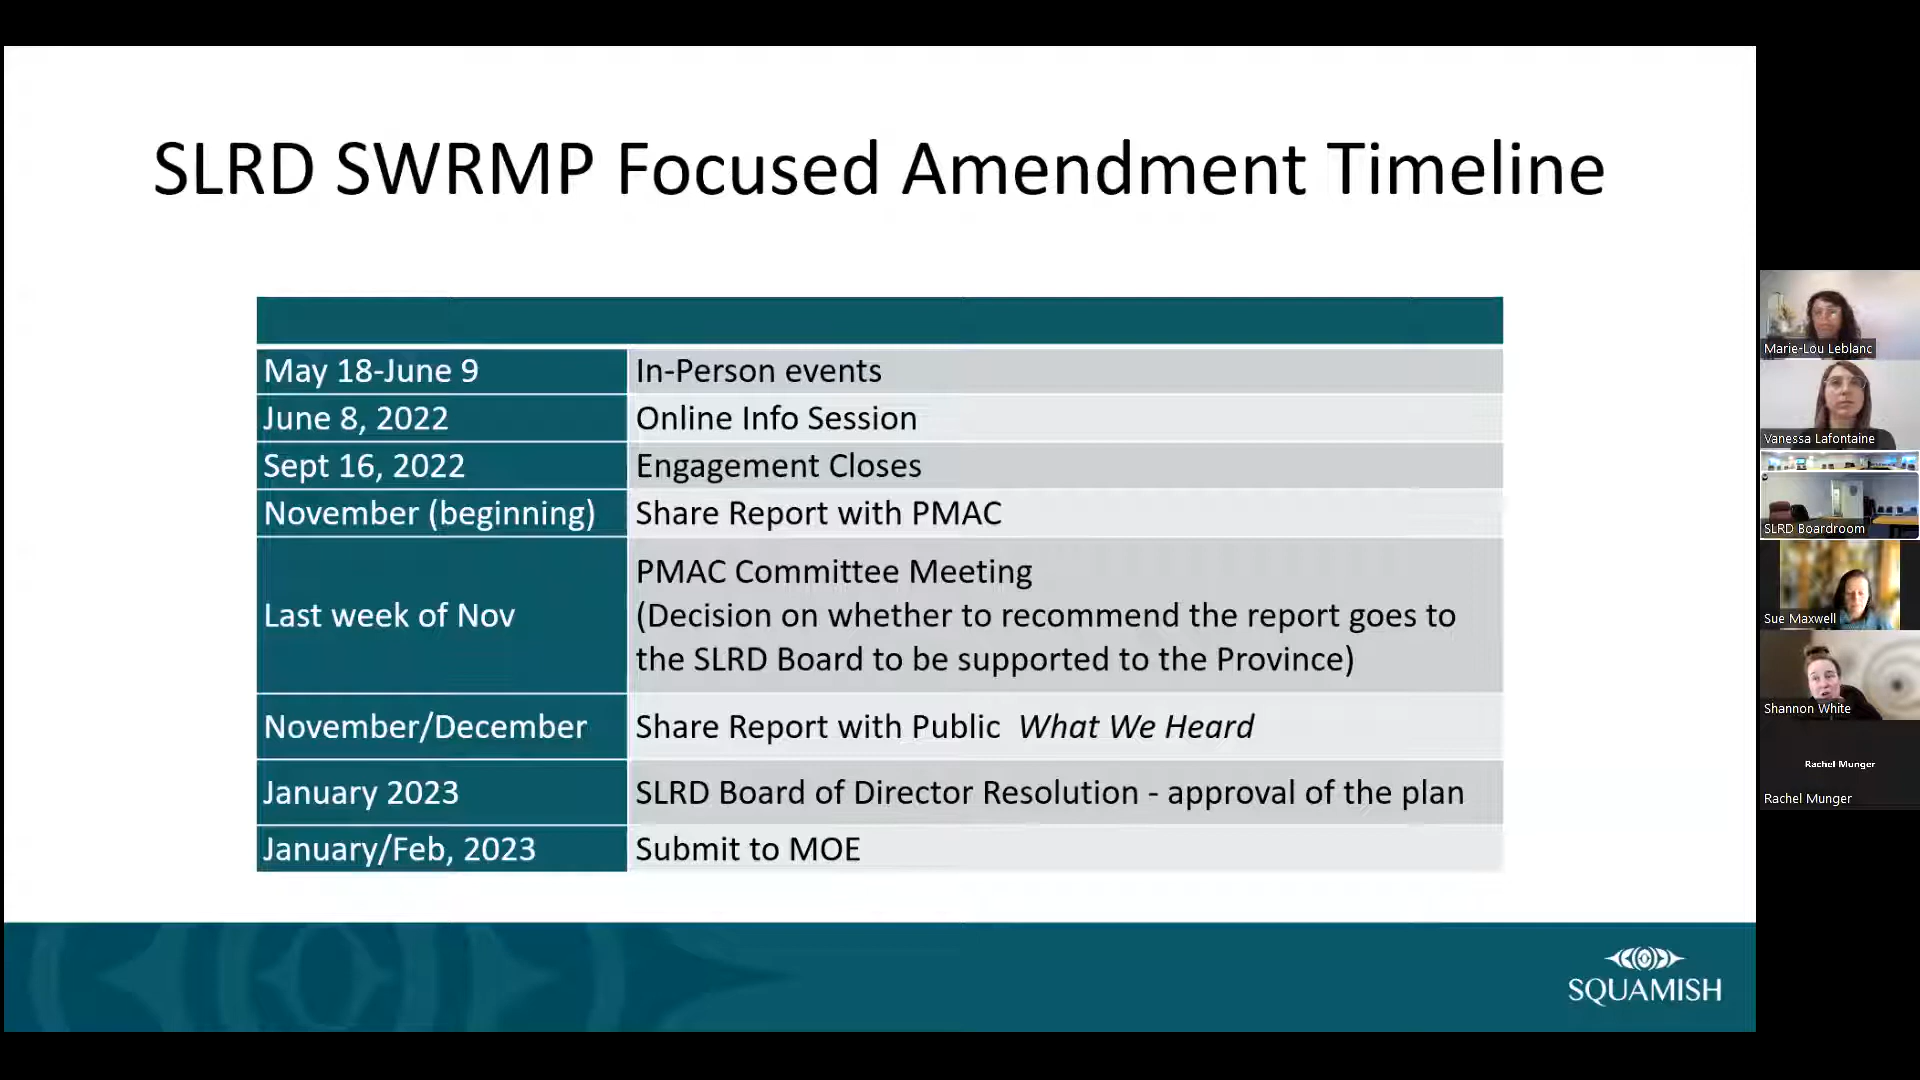 SLRD SWRMP Focused Amendment Timeline
May 18-June 9 In-Person events
June 8, 2022 Online Info Session
Sept 16, 2022 Engagement Closes
November (beginning) Share Report with PMAC
Last week of Nov
PMAC Committee Meeting
(Decision on whether to recommend the report goes to
the SLRD Board to be supported to the Province)
November/December Share Report with Public What We Heard
January 2023 SLRD Board of Director Resolution - approval of the plan
January/Feb, 2023 Submit to MOE
SQUAMISH
Marie-Lou Leblanc
Vanessa Lafontaine
SLRD Boardroom
Sue Maxwell
Shannon White
Rachel Munger
Rachel Munger